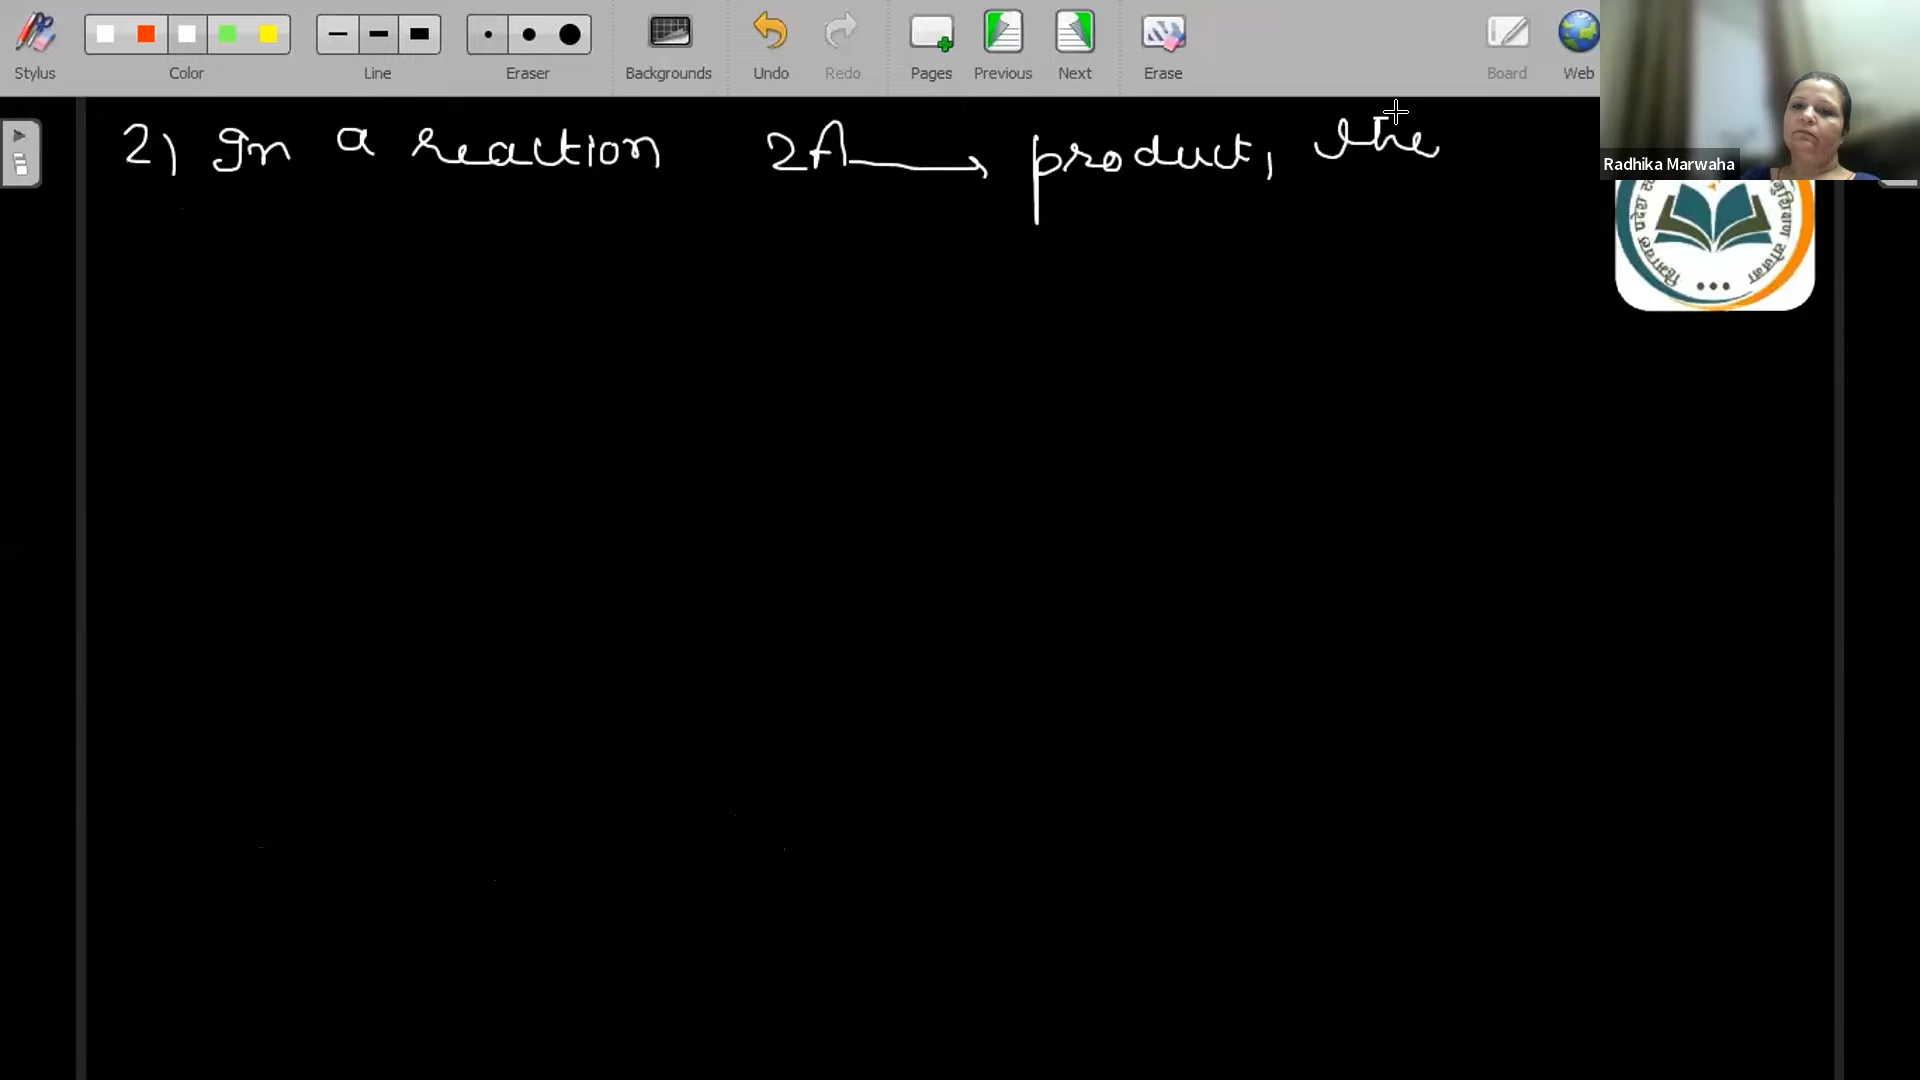 Stylus Color Line Eraser Backgrounds Undo Redo Pages Previous Next Erase Board Web
Radhika Marwaha
2) In a reaction 2A → product, the